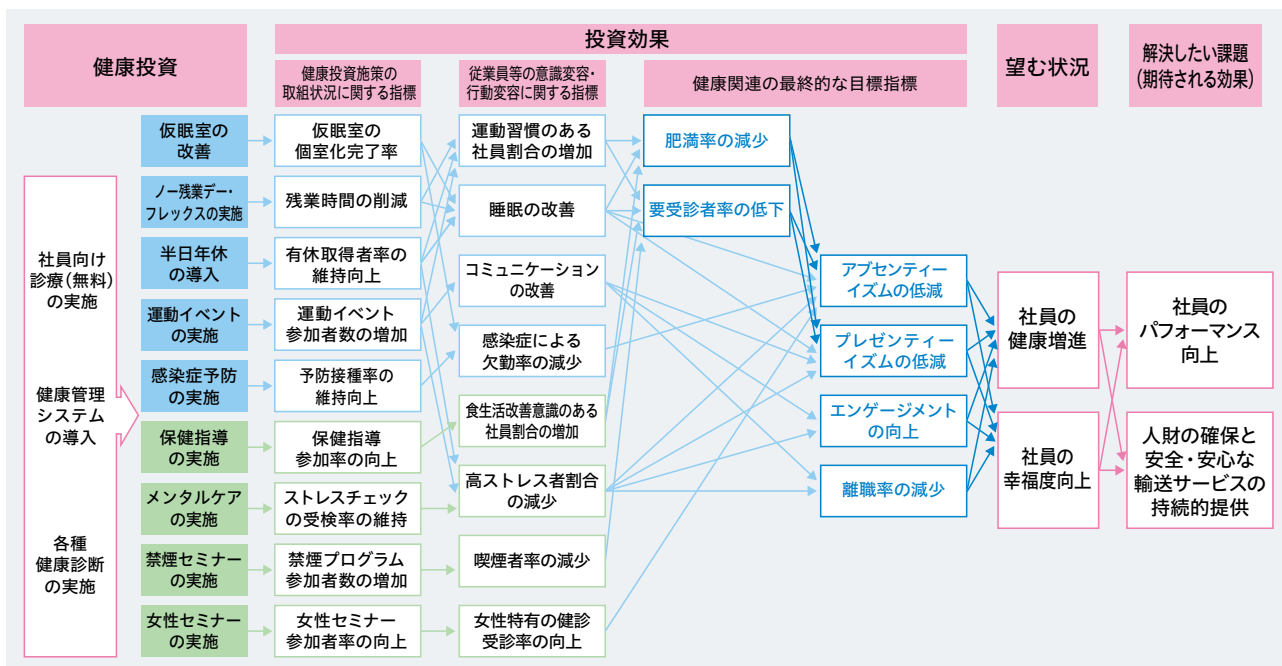 健康投資
投資効果
健康投資施策の
取組状況に関する指標
従業員等の意識変容・
行動変容に関する指標
健康関連の最終的な目標指標
望む状況
解決したい課題
(期待される効果)
社員向け
診療(無料)
の実施
健康管理
システム
の導入
各種
健康診断
の実施
仮眠室の
改善
ノー残業デー・
フレックスの実施
半日年休
の導入
運動イベント
の実施
感染症予防
の実施
保健指導
の実施
メンタルケア
の実施
禁煙セミナー
の実施
女性セミナー
の実施
仮眠室の
個室化完了率
残業時間の削減
有休取得者率の
維持向上
運動イベント
参加者数の増加
予防接種率の
維持向上
保健指導
参加率の向上
ストレスチェック
の受検率の維持
禁煙プログラム
参加者数の増加
女性セミナー
参加者率の向上
運動習慣のある
社員割合の増加
睡眠の改善
コミュニケーション
の改善
感染症による
欠勤率の減少
食生活改善意識のある
社員割合の増加
高ストレス者割合
の減少
喫煙者率の減少
女性特有の健診
受診率の向上
肥満率の減少
要受診者率の低下
アブセンティー
イズムの低減
プレゼンティー
イズムの低減
エンゲージメント
の向上
離職率の減少
社員の
健康増進
社員の
幸福度向上
社員の
パフォーマンス
向上
人財の確保と
安全・安心な
輸送サービスの
持続的提供